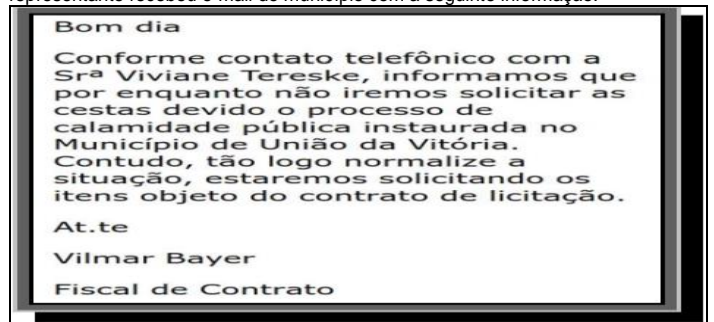 representante recebeu e-mail do município com a seguinte informação:
Bom dia
Conforme contato telefônico com a
Srª Viviane Tereske, informamos que
por enquanto não iremos solicitar as
cestas devido o processo de
calamidade pública instaurada no
Município de União da Vitória.
Contudo, tão logo normalize a
situação, estaremos solicitando os
itens objeto do contrato de licitação.
At.te
Vilmar Bayer
Fiscal de Contrato